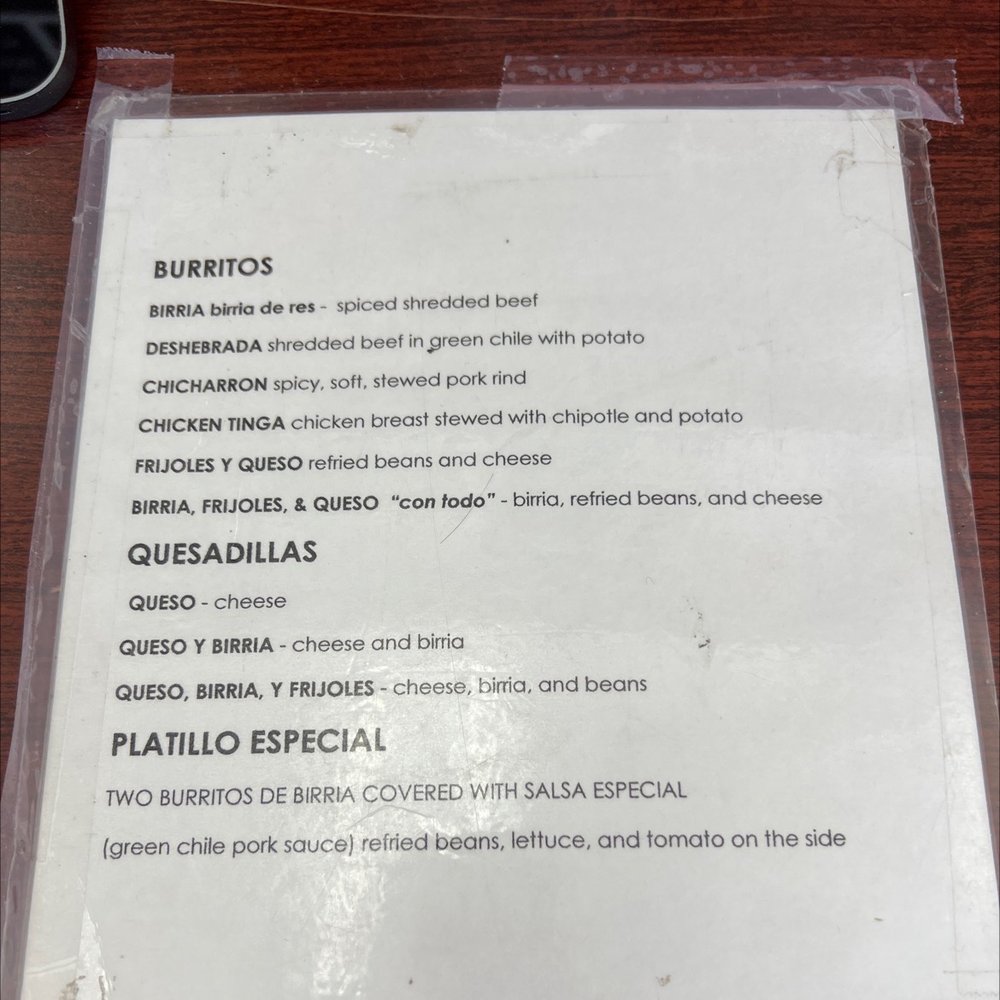 BURRITOS
BIRRIA birria de res - spiced shredded beef
DESHEBRADA shredded beef in green chile with potato
CHICHARRON spicy, soft, stewed pork rind
CHICKEN TINGA chicken breast stewed with chipotle and potato
FRIJOLES Y QUESO refried beans and cheese
BIRRIA, FRIJOLES, & QUESO “con todo” - birria, refried beans, and cheese
QUESADILLAS
QUESO - cheese
QUESO Y BIRRIA - cheese and birria
QUESO, BIRRIA, Y FRIJOLES - cheese, birria, and beans
PLATILLO ESPECIAL
TWO BURRITOS DE BIRRIA COVERED WITH SALSA ESPECIAL
(green chile pork sauce) refried beans, lettuce, and tomato on the side